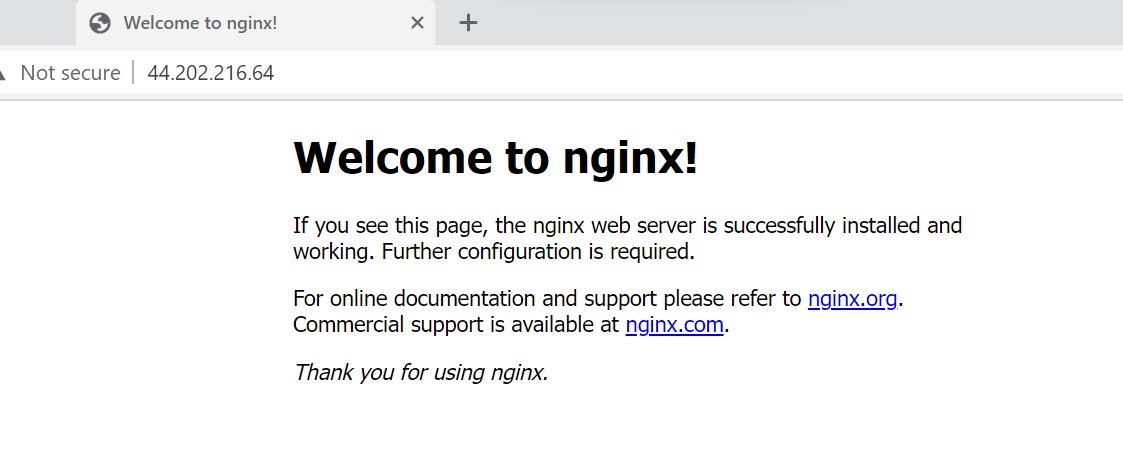 Welcome to nginx!
Not secure
44.202.216.64
Welcome to nginx!
If you see this page, the nginx web server is successfully installed and
working. Further configuration is required.
For online documentation and support please refer to nginx.org.
Commercial support is available at nginx.com.
Thank you for using nginx.